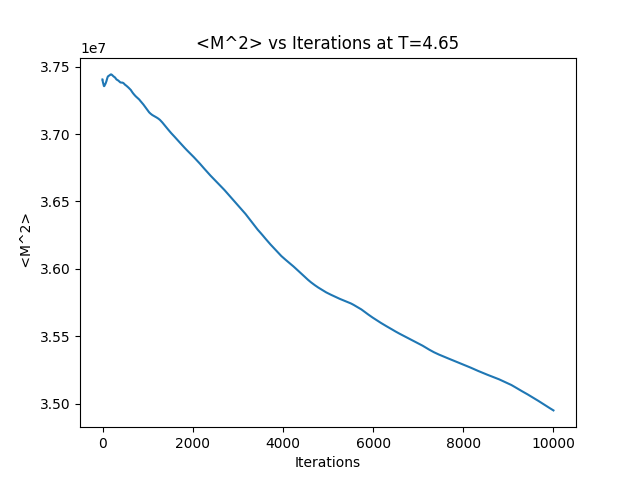 <M^2> vs Iterations at T=4.65
1e7
3.75
3.70
3.65
3.60
3.55
3.50
<M^2>
0 2000 4000 6000 8000 10000
Iterations